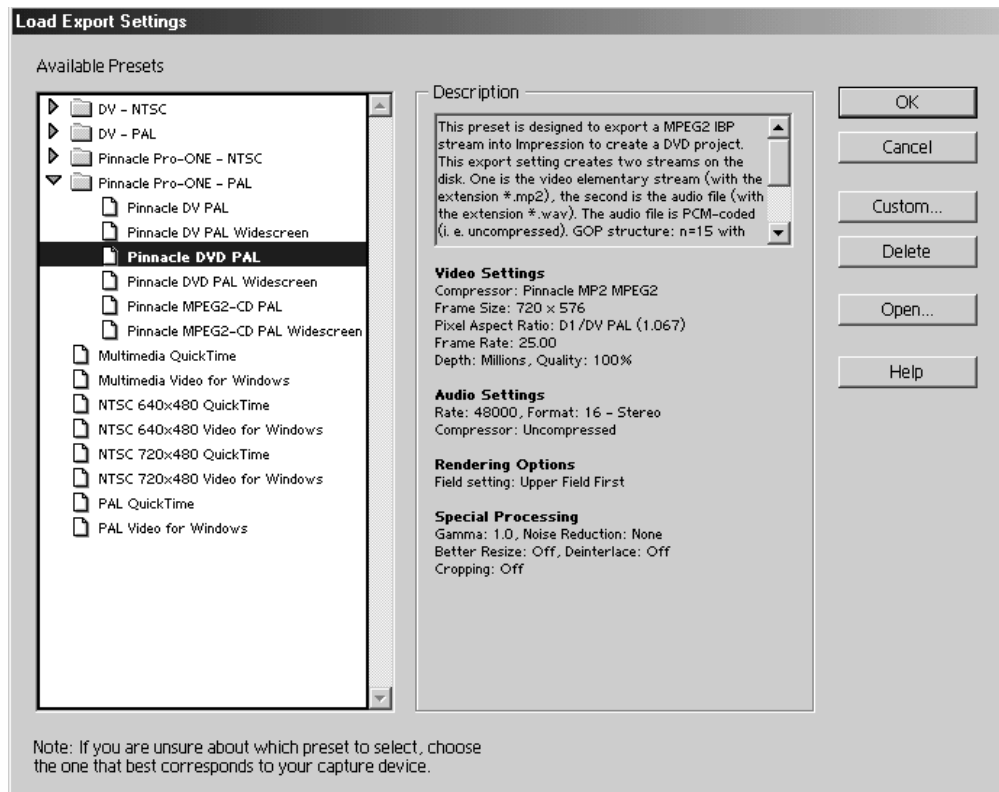 Load Export Settings
Available Presets
DV – NTSC
DV – PAL
Pinnacle Pro-ONE – NTSC
Pinnacle Pro-ONE – PAL
Pinnacle DV PAL
Pinnacle DV PAL Widescreen
Pinnacle DVD PAL
Pinnacle DVD PAL Widescreen
Pinnacle MPEG2-CD PAL
Pinnacle MPEG2-CD PAL Widescreen
Multimedia QuickTime
Multimedia Video for Windows
NTSC 640x480 QuickTime
NTSC 640x480 Video for Windows
NTSC 720x480 QuickTime
NTSC 720x480 Video for Windows
PAL QuickTime
PAL Video for Windows
Description
This preset is designed to export a MPEG2 IBP
stream into Impression to create a DVD project.
This export setting creates two streams on the
disk. One is the video elementary stream (with the
extension *.mp2), the second is the audio file (with
the extension *.wav). The audio file is PCM-coded
(i. e. uncompressed). GOP structure: n=15 with
Video Settings
Compressor: Pinnacle MP2 MPEG2
Frame Size: 720 x 576
Pixel Aspect Ratio: D1/DV PAL (1.067)
Frame Rate: 25.00
Depth: Millions, Quality: 100%
Audio Settings
Rate: 48000, Format: 16 – Stereo
Compressor: Uncompressed
Rendering Options
Field setting: Upper Field First
Special Processing
Gamma: 1.0, Noise Reduction: None
Better Resize: Off, Deinterlace: Off
Cropping: Off
OK
Cancel
Custom...
Delete
Open...
Help
Note: If you are unsure about which preset to select, choose
the one that best corresponds to your capture device.